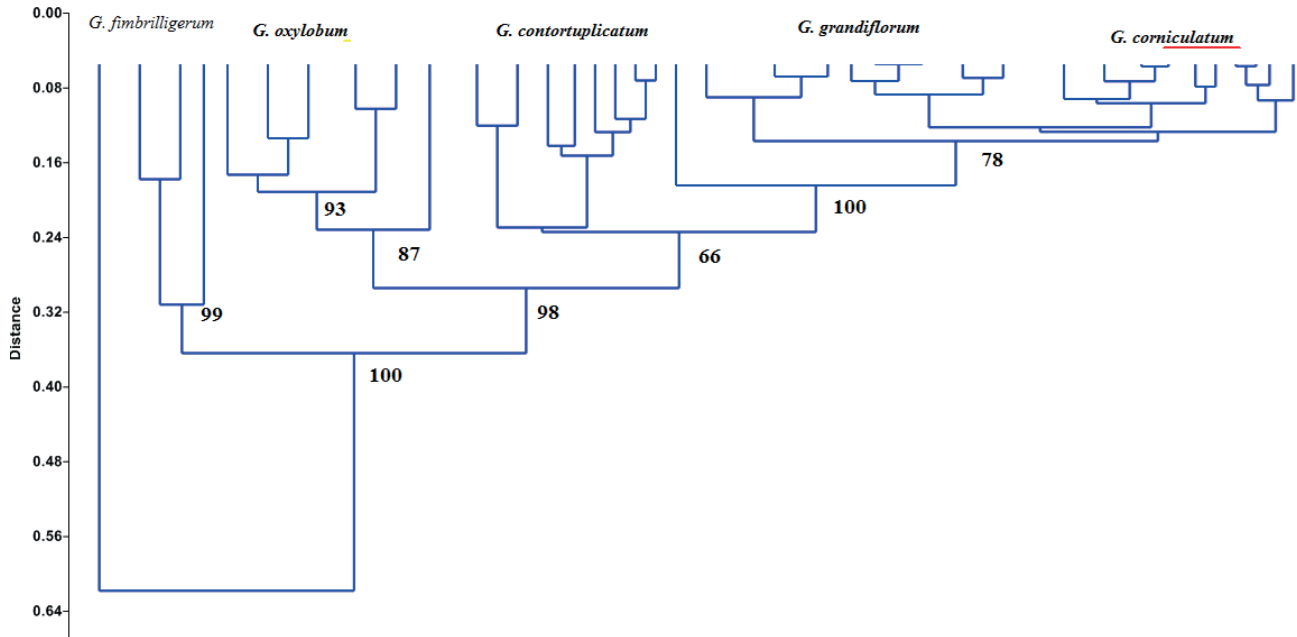 0.00
G. fimbrilligerum
G. oxylobum
G. contortuplicatum
G. grandiflorum
G. corniculatum
0.08
0.16
78
93
100
0.24
87
66
0.32
99
98
Distance
100
0.40
0.48
0.56
0.64